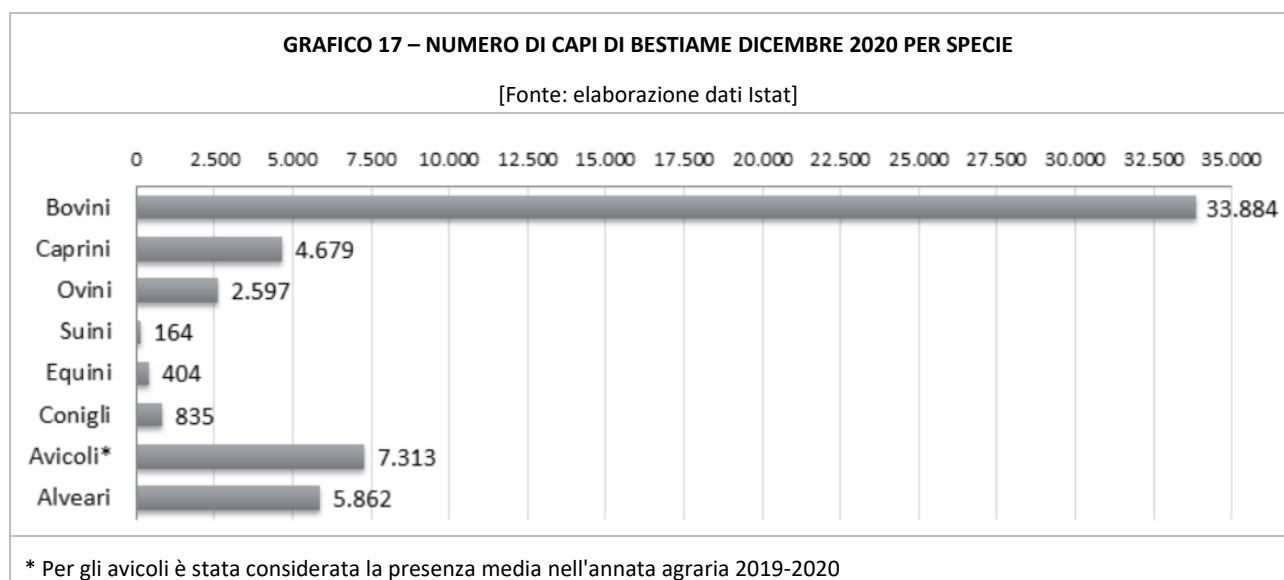 GRAFICO 17 – NUMERO DI CAPI DI BESTIAME DICEMBRE 2020 PER SPECIE
[Fonte: elaborazione dati Istat]
0 2.500 5.000 7.500 10.000 12.500 15.000 17.500 20.000 22.500 25.000 27.500 30.000 32.500 35.000
Bovini 33.884
Caprini 4.679
Ovini 2.597
Suini 164
Equini 404
Conigli 835
Avicoli* 7.313
Alveari 5.862
* Per gli avicoli è stata considerata la presenza media nell'annata agraria 2019-2020